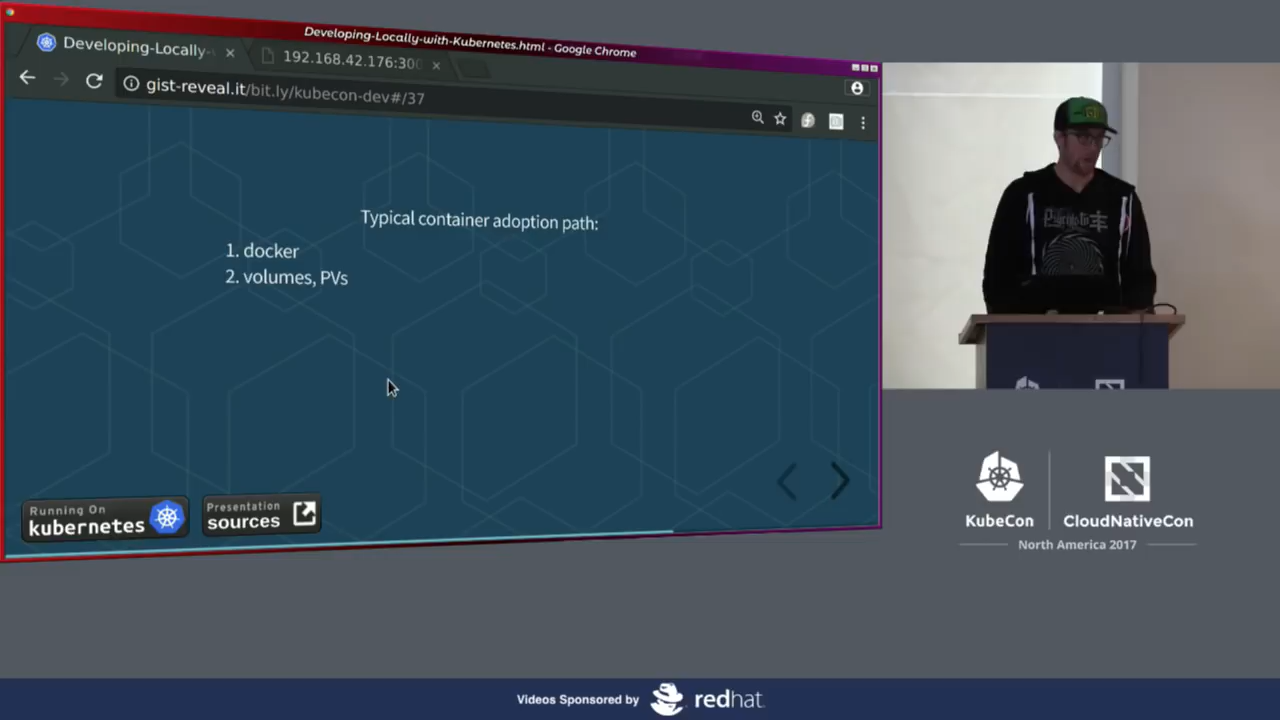 Developing-Locally-with-Kubernetes.html - Google Chrome
Developing-Locally-
192.168.42.176:300
gist-reveal.it/bit.ly/kubecon-dev#/37
Typical container adoption path:
1. docker
2. volumes, PVs
Running On
kubernetes
Presentation
sources
KubeCon
CloudNativeCon
North America 2017
Videos Sponsored by
redhat